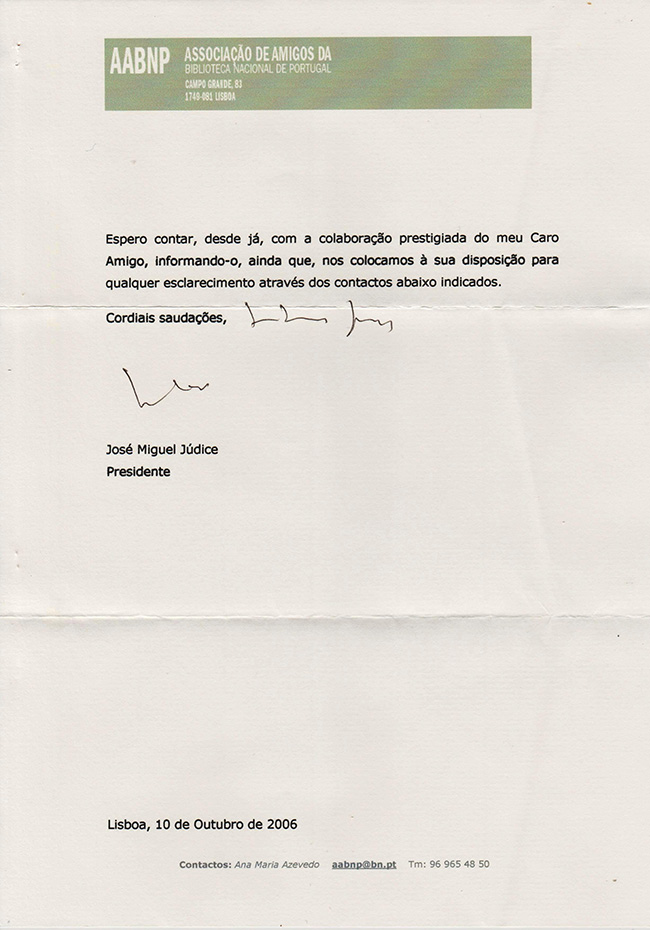 AABNP
ASSOCIAÇÃO DE AMIGOS DA
BIBLIOTECA NACIONAL DE PORTUGAL
CAMPO GRANDE, 83
1749-081 LISBOA
Espero contar, desde já, com a colaboração prestigiada do meu Caro
Amigo, informando-o, ainda que, nos colocamos à sua disposição para
qualquer esclarecimento através dos contactos abaixo indicados.
Cordiais saudações,
José Miguel Júdice
Presidente
Lisboa, 10 de Outubro de 2006
Contactos: Ana Maria Azevedo aabnp@bn.pt Tm: 96 965 48 50